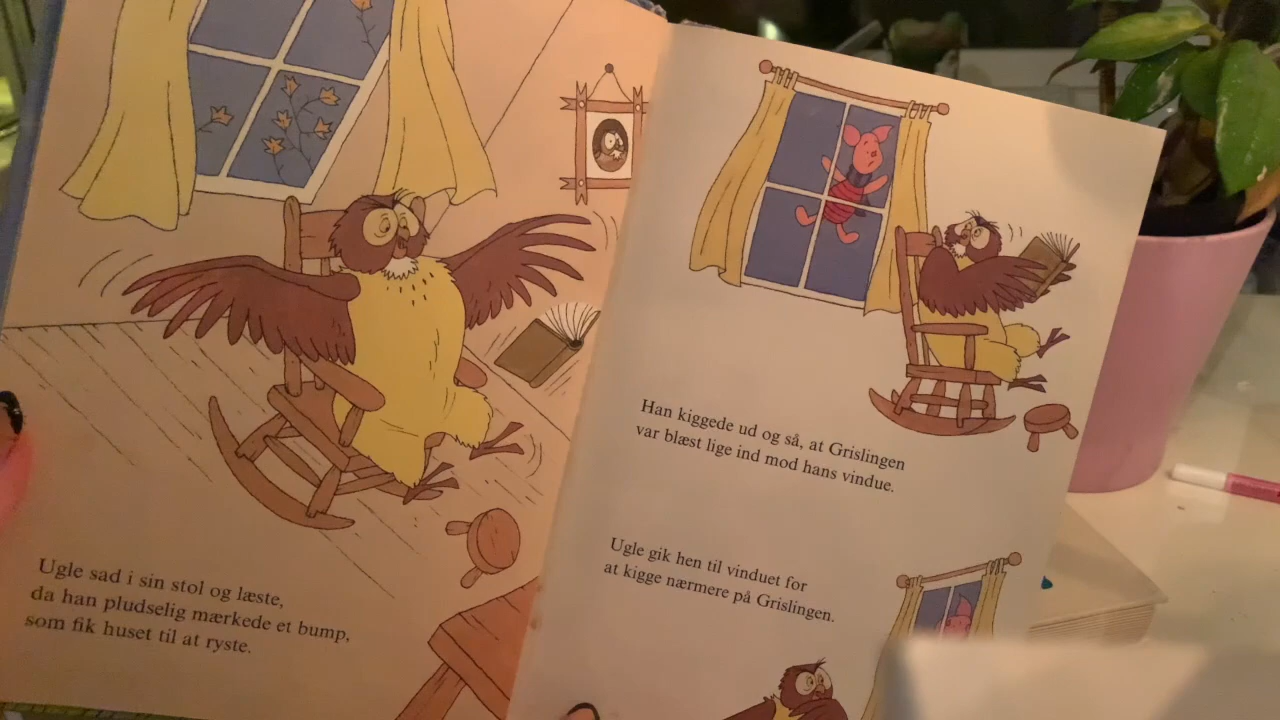 Ugle sad i sin stol og læste,
da han pludselig mærkede et bump,
som fik huset til at ryste.
Han kiggede ud og så, at Grislingen
var blæst lige ind mod hans vindue.
Ugle gik hen til vinduet for
at kigge nærmere på Grislingen.